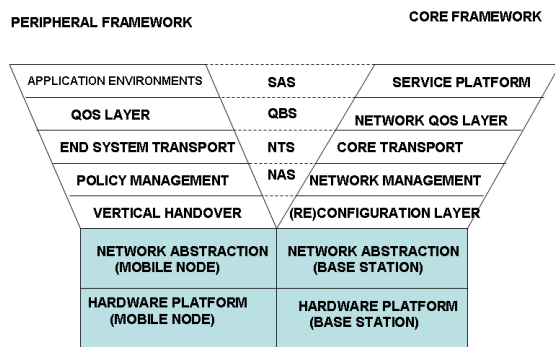 PERIPHERAL FRAMEWORK
CORE FRAMEWORK
APPLICATION ENVIRONMENTS
SAS
SERVICE PLATFORM
QOS LAYER
QBS
NETWORK QOS LAYER
END SYSTEM TRANSPORT
NTS
CORE TRANSPORT
POLICY MANAGEMENT
NAS
NETWORK MANAGEMENT
VERTICAL HANDOVER
(RE)CONFIGURATION LAYER
NETWORK ABSTRACTION
(MOBILE NODE)
NETWORK ABSTRACTION
(BASE STATION)
HARDWARE PLATFORM
(MOBILE NODE)
HARDWARE PLATFORM
(BASE STATION)